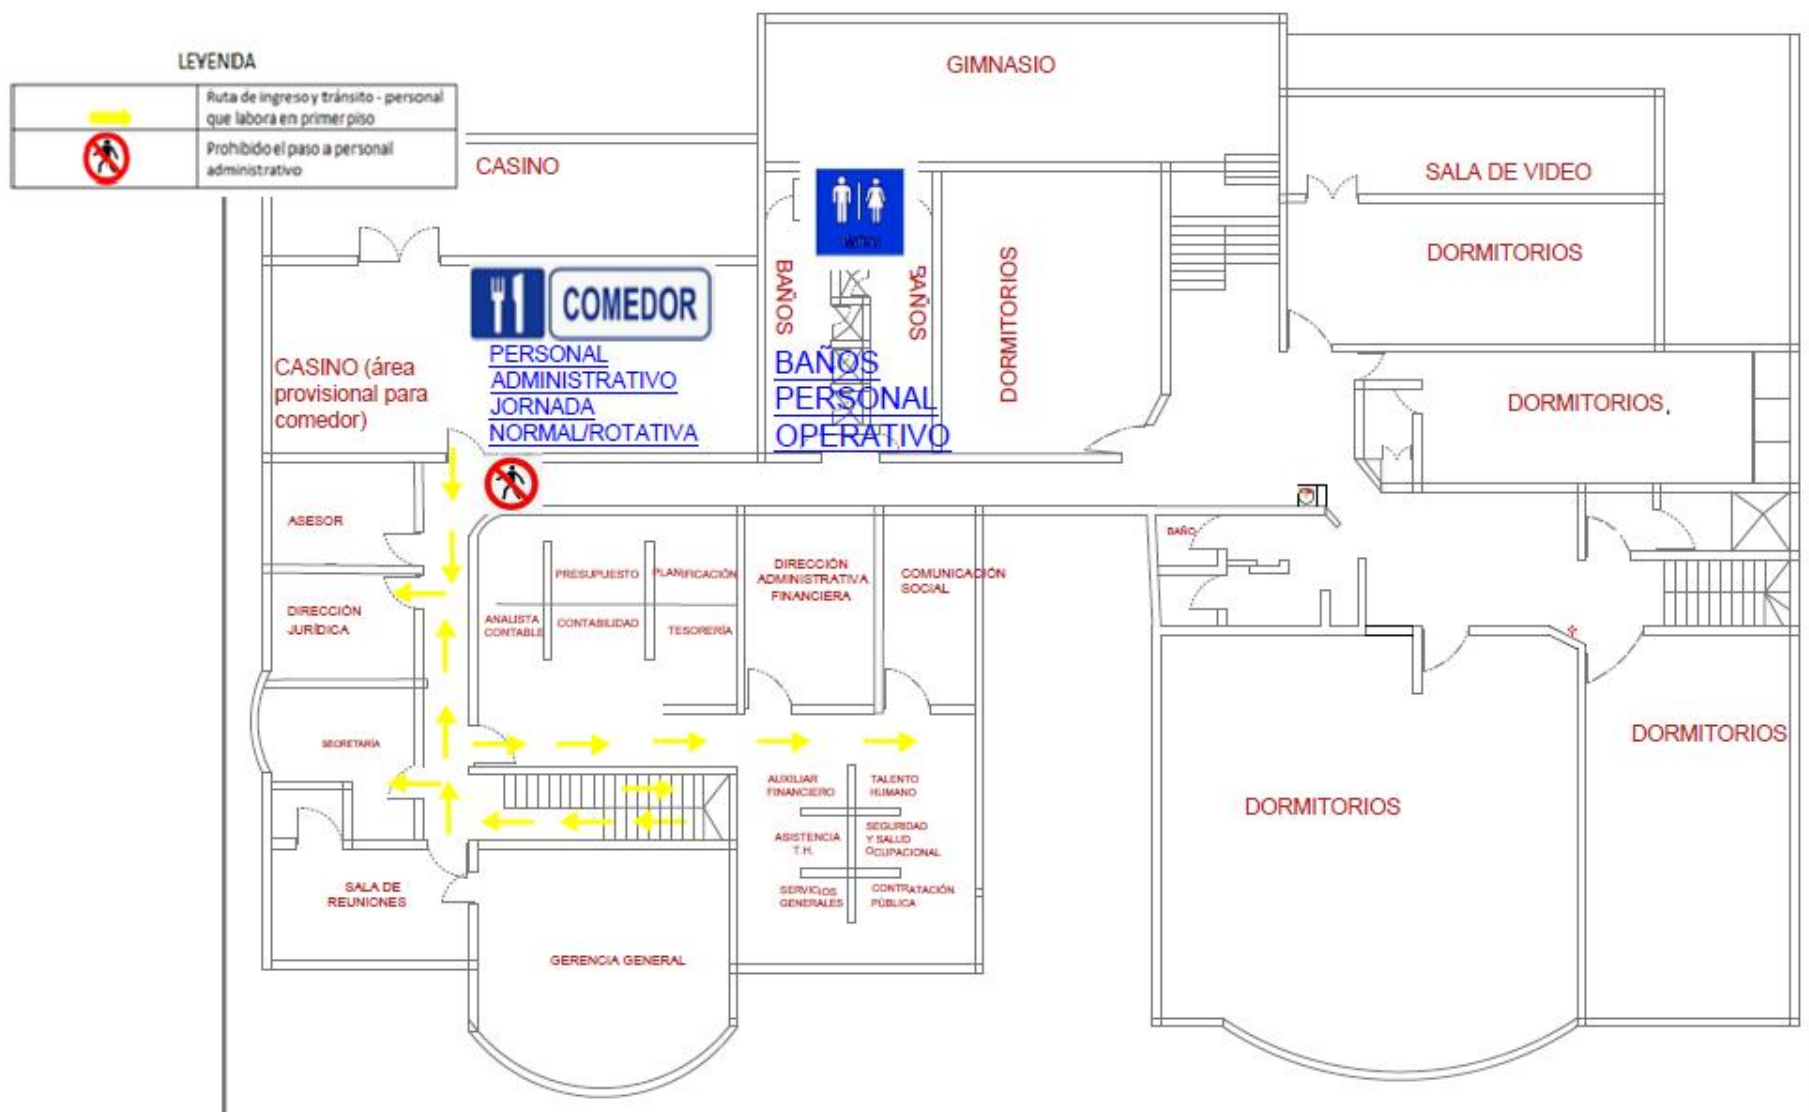 LEYENDA
Ruta de ingreso y tránsito - personal
que labora en primer piso
Prohibido el paso a personal
administrativo
GIMNASIO
CASINO
SALA DE VIDEO
DORMITORIOS
BAÑOS
BAÑOS
DORMITORIOS
COMEDOR
PERSONAL
ADMINISTRATIVO
JORNADA
NORMAL/ROTATIVA
CASINO (área
provisional para
comedor)
BAÑOS
PERSONAL
OPERATIVO
DORMITORIOS,
ASESOR
BAÑO
PRESUPUESTO
PLANIFICACIÓN
DIRECCIÓN
ADMINISTRATIVA
FINANCIERA
COMUNICACIÓN
SOCIAL
DIRECCIÓN
JURÍDICA
ANALISTA
CONTABLE
CONTABILIDAD
TESORERÍA
SECRETARÍA
DORMITORIOS
AUXILIAR
FINANCIERO
TALENTO
HUMANO
DORMITORIOS
ASISTENCIA
T.H.
SEGURIDAD
Y SALUD
OCUPACIONAL
SALA DE
REUNIONES
SERVICIOS
GENERALES
CONTRATACIÓN
PÚBLICA
GERENCIA GENERAL